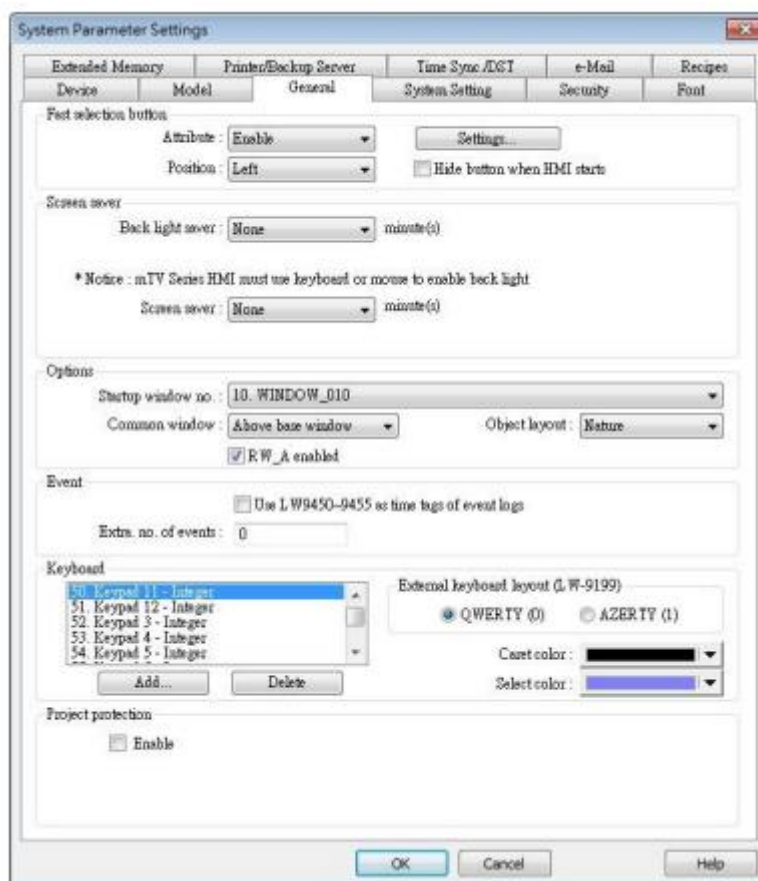 System Parameter Settings
Extended Memory Printer/Backup Server Time Sync /DST e-Mail Recipes
Device Model General System Setting Security Font
Fast selection button
Attribute : Enable Settings...
Position : Left Hide button when HMI starts
Screen saver
Back light saver : None minute(s)
* Notice : mTV Series HMI must use keyboard or mouse to enable back light
Screen saver : None minute(s)
Options
Startup window no. : 10. WINDOW_010
Common window : Above base window Object layout : Nature
RW_A enabled
Event
Use LW9450~9455 as time tags of event logs
Extra. no. of events : 0
Keyboard
50. Keypad 11 - Integer
External keyboard layout (LW-9199)
51. Keypad 12 - Integer
52. Keypad 3 - Integer
QWERTY (0) AZERTY (1)
53. Keypad 4 - Integer
54. Keypad 5 - Integer
Caret color :
Add... Delete
Select color :
Project protection
Enable
OK Cancel Help